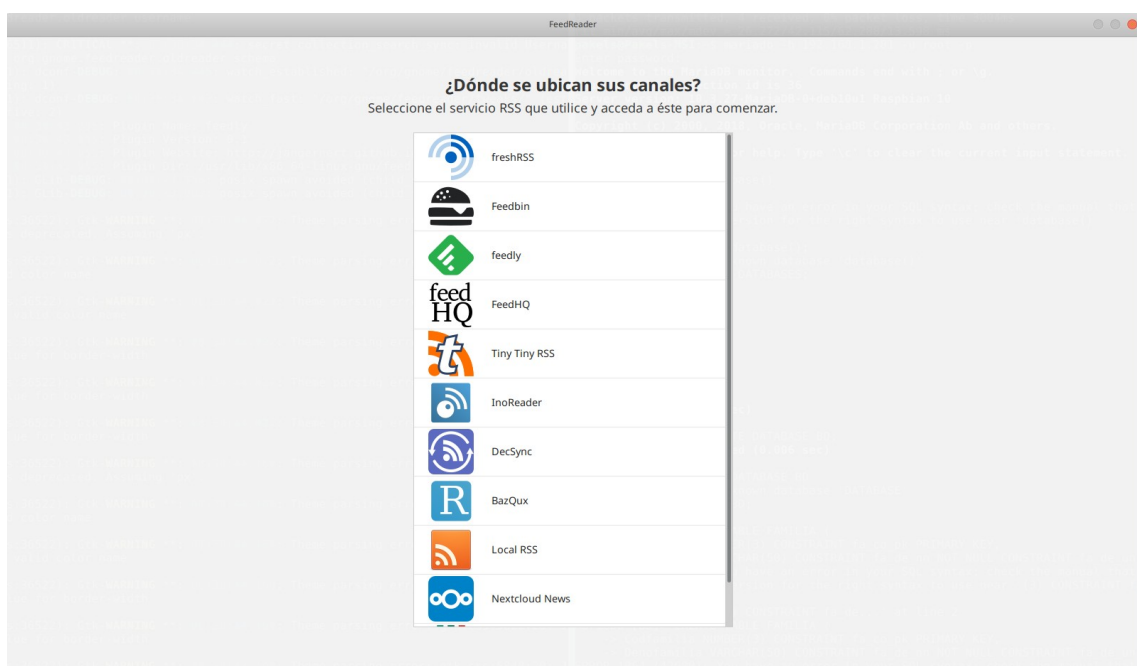 FeedReader
¿Dónde se ubican sus canales?
Seleccione el servicio RSS que utilice y acceda a éste para comenzar.
freshRSS
Feedbin
feedly
feed
HQ
FeedHQ
t
Tiny Tiny RSS
InoReader
DecSync
R
BazQux
Local RSS
Nextcloud News